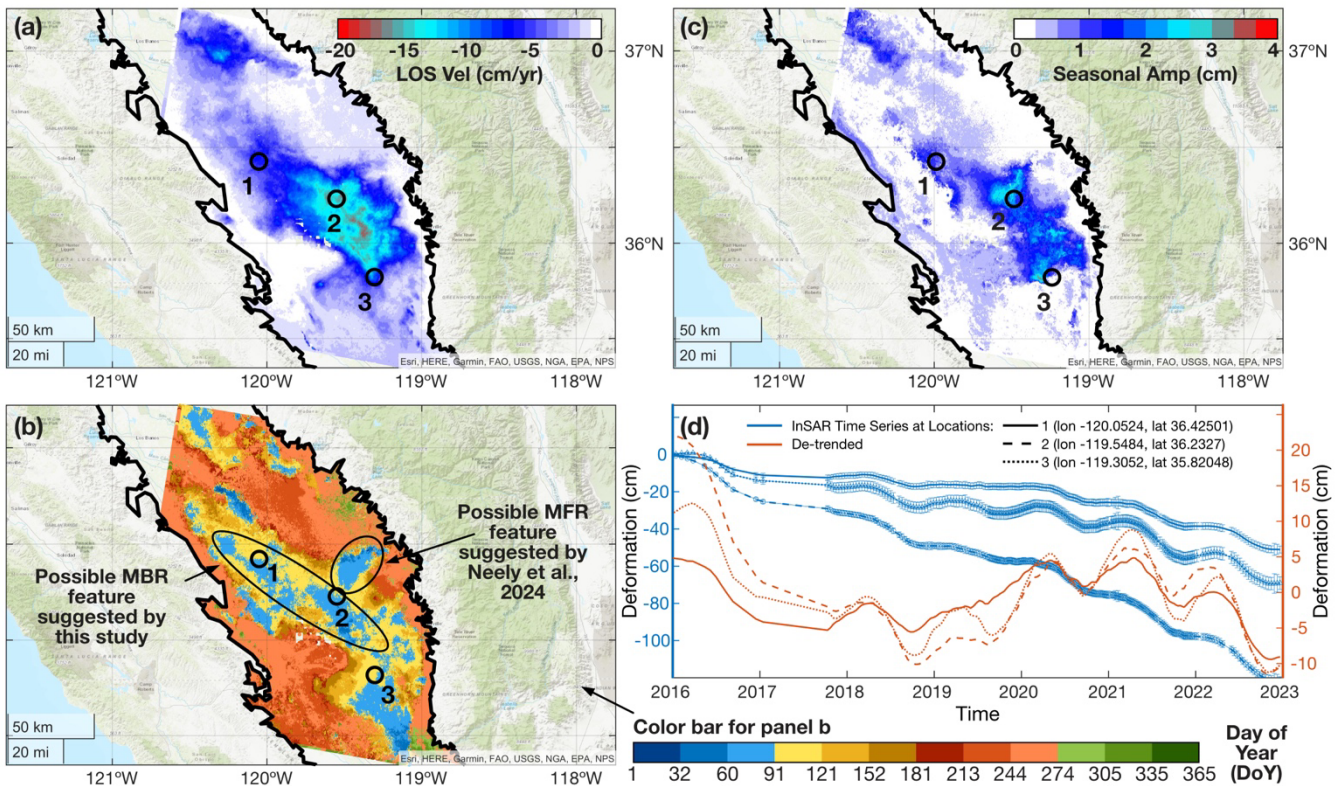 (a)
-20 -15 -10 -5 0
LOS Vel (cm/yr)
37°N
36°N
1
2
3
50 km
20 mi
Esri, HERE, Garmin, FAO, USGS, NGA, EPA, NPS
121°W 120°W 119°W 118°W
(c)
0 1 2 3 4
Seasonal Amp (cm)
37°N
36°N
1
2
3
50 km
20 mi
Esri, HERE, Garmin, FAO, USGS, NGA, EPA, NPS
121°W 120°W 119°W 118°W
(b)
Possible MFR
feature
suggested by
Neely et al.,
2024
Possible MBR
feature
suggested by
this study
1
2
3
50 km
20 mi
Esri, HERE, Garmin, FAO, USGS, NGA, EPA, NPS
121°W 120°W 119°W 118°W
(d)
InSAR Time Series at Locations:
De-trended
1 (lon -120.0524, lat 36.42501)
2 (lon -119.5484, lat 36.2327)
3 (lon -119.3052, lat 35.82048)
Deformation (cm)
0
-20
-40
-60
-80
-100
20
15
10
5
0
-5
-10
Deformation (cm)
2016 2017 2018 2019 2020 2021 2022 2023
Time
Color bar for panel b
1 32 60 91 121 152 181 213 244 274 305 335 365
Day of
Year
(DoY)